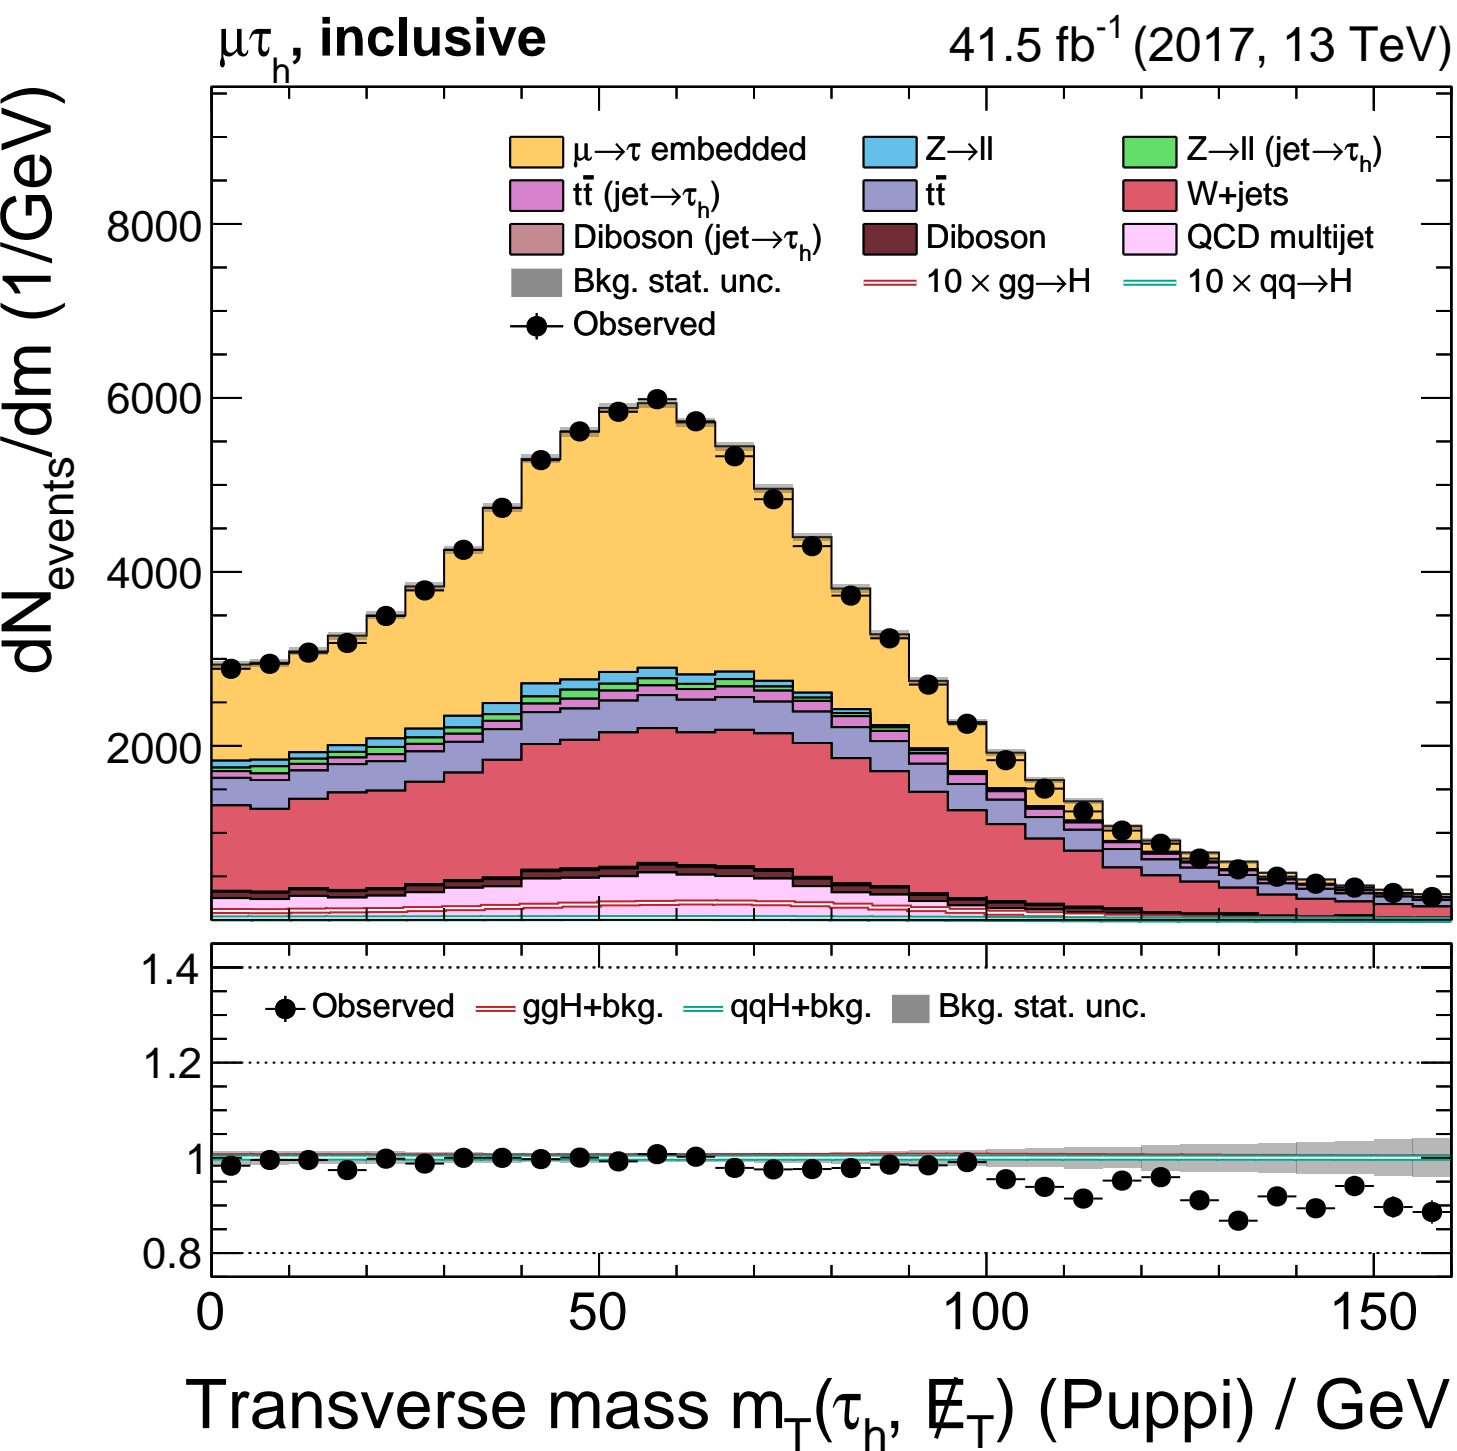 μτh, inclusive 41.5 fb-1 (2017, 13 TeV)
dNevents/dm (1/GeV)
μ→τ embedded Z→ll Z→ll (jet→τh)
tt̄ (jet→τh) tt̄ W+jets
Diboson (jet→τh) Diboson QCD multijet
Bkg. stat. unc. 10 × gg→H 10 × qq→H
Observed
8000
6000
4000
2000
1.4
Observed ggH+bkg. qqH+bkg. Bkg. stat. unc.
1.2
1
0.8
0 50 100 150
Transverse mass mT(τh, E̸T) (Puppi) / GeV